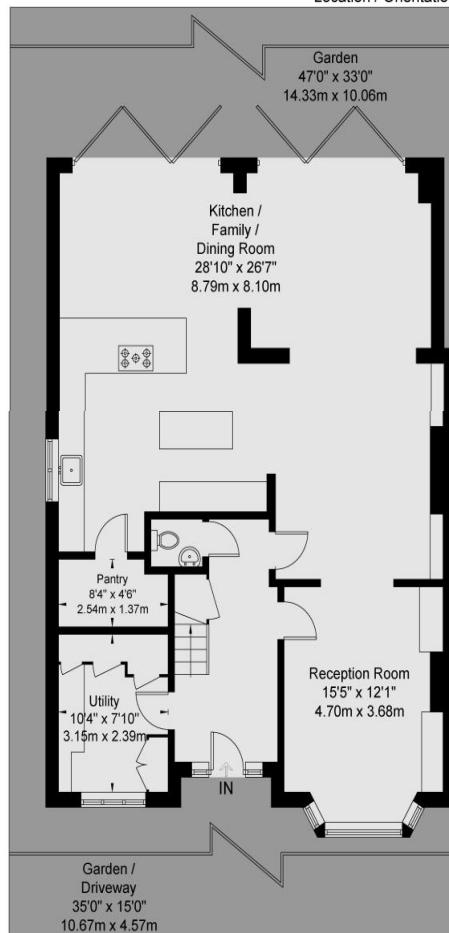 Garden
47'0" x 33'0"
14.33m x 10.06m
Kitchen /
Family /
Dining Room
28'10" x 26'7"
8.79m x 8.10m
Pantry
8'4" x 4'6"
2.54m x 1.37m
Utility
10'4" x 7'10"
3.15m x 2.39m
Reception Room
15'5" x 12'1"
4.70m x 3.68m
IN
Garden /
Driveway
35'0" x 15'0"
10.67m x 4.57m